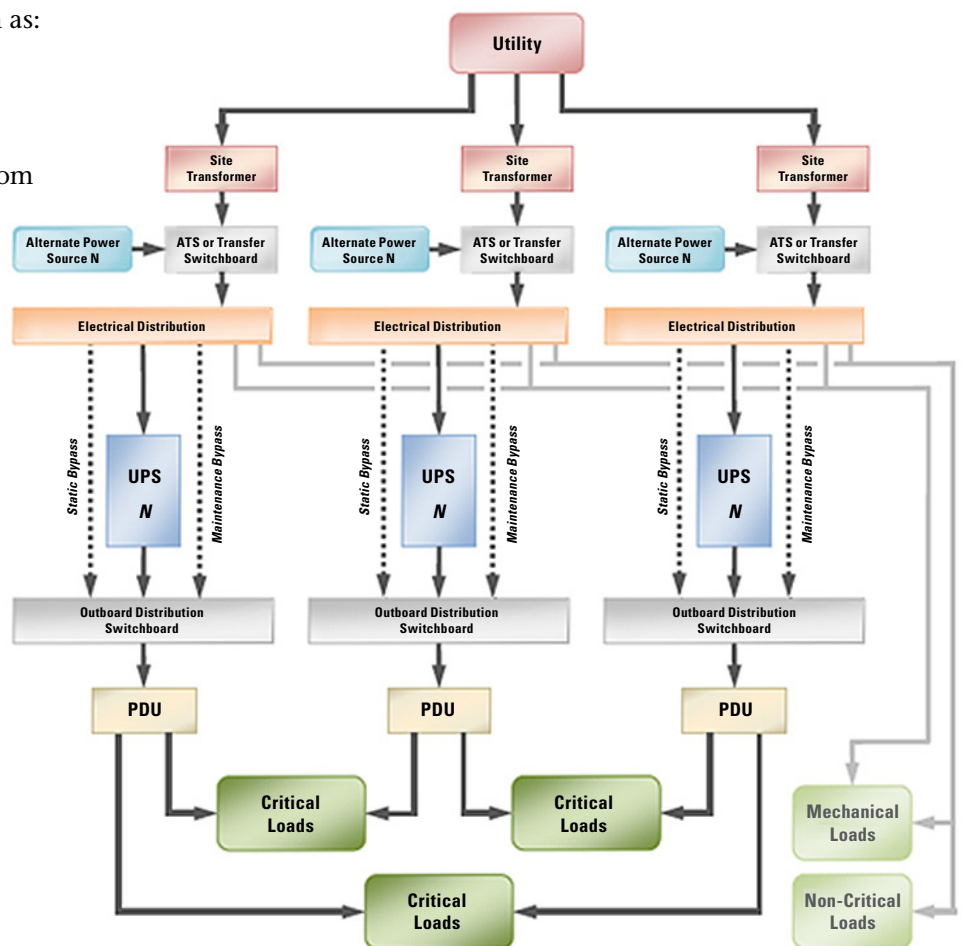 as:
om
Utility
Site
Transformer
Site
Transformer
Site
Transformer
Alternate Power
Source N
ATS or Transfer
Switchboard
Alternate Power
Source N
ATS or Transfer
Switchboard
Alternate Power
Source N
ATS or Transfer
Switchboard
Electrical Distribution
Electrical Distribution
Electrical Distribution
Static Bypass
UPS
N
Maintenance Bypass
Static Bypass
UPS
N
Maintenance Bypass
Static Bypass
UPS
N
Maintenance Bypass
Outboard Distribution
Switchboard
Outboard Distribution
Switchboard
Outboard Distribution
Switchboard
PDU
PDU
PDU
Critical
Loads
Critical
Loads
Mechanical
Loads
Critical
Loads
Non-Critical
Loads